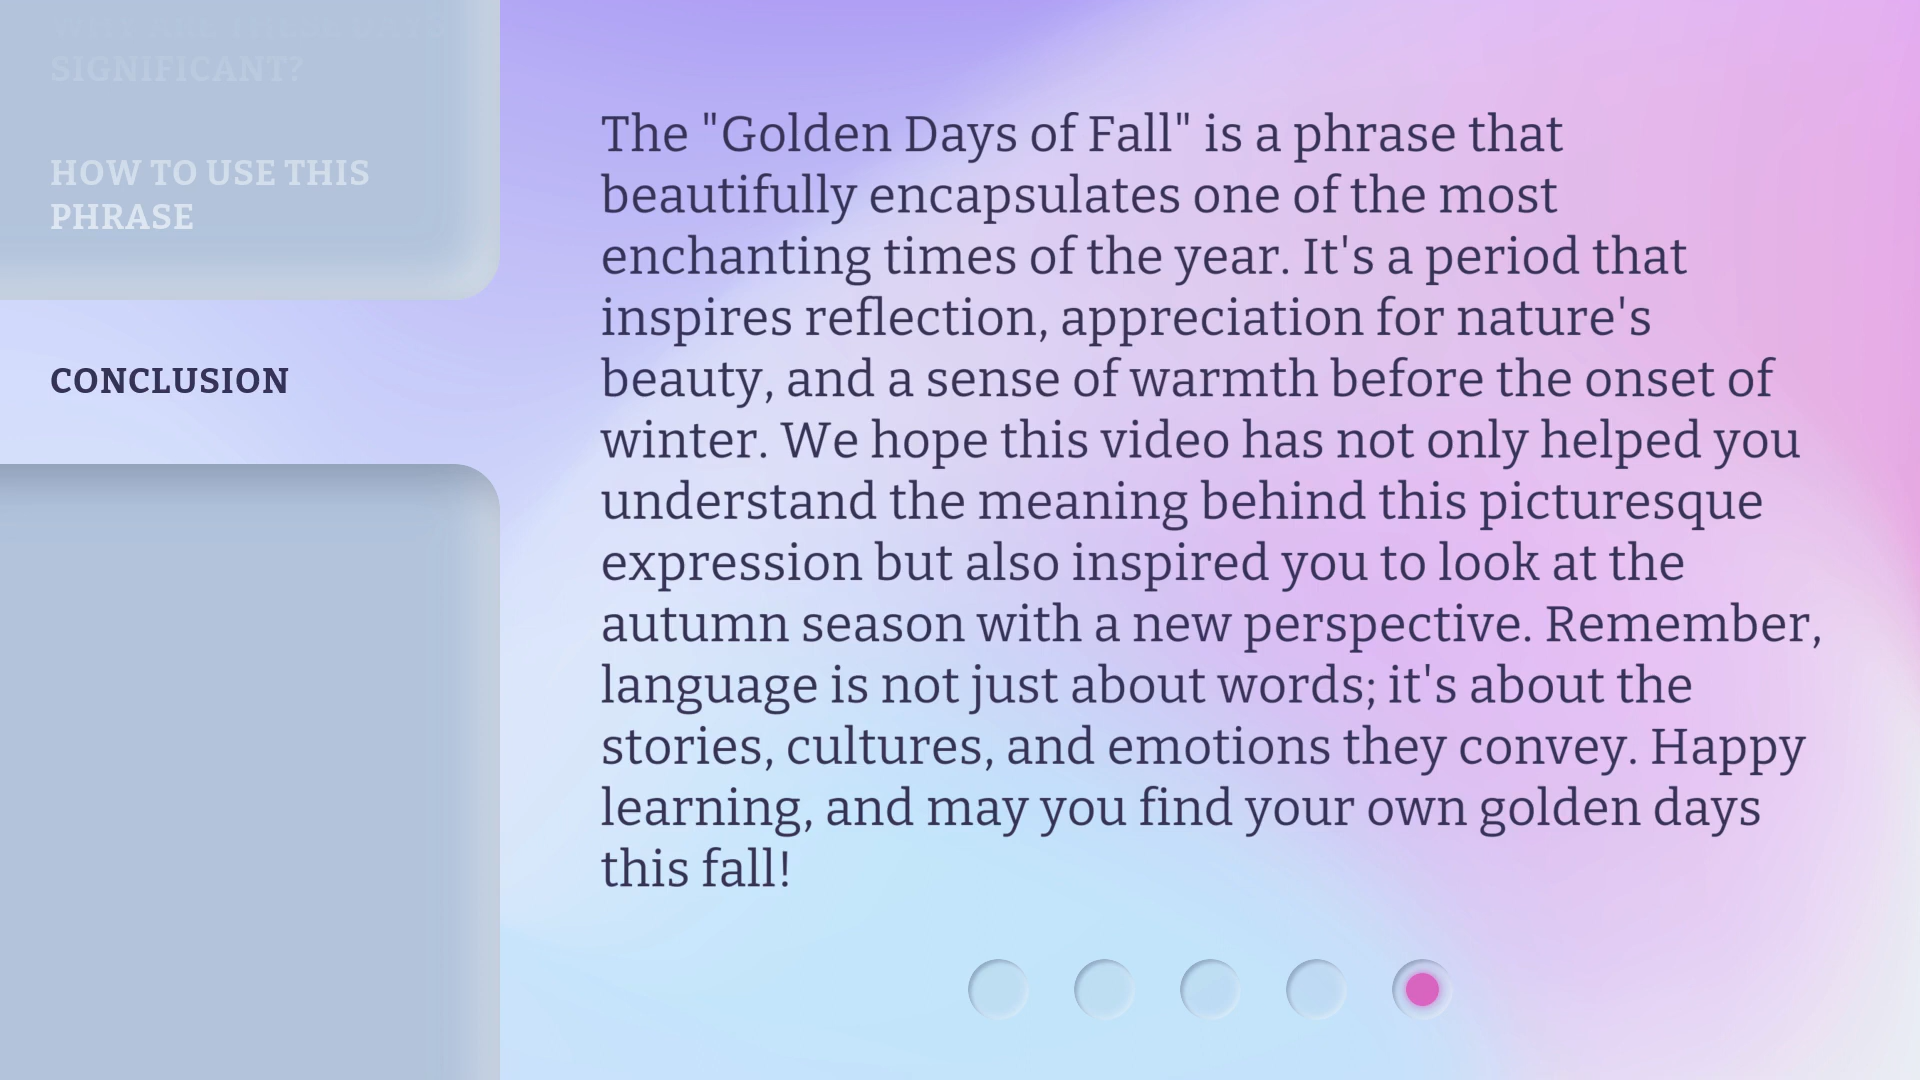 WHY ARE THESE DAYS
SIGNIFICANT?
HOW TO USE THIS
PHRASE
CONCLUSION
The "Golden Days of Fall" is a phrase that
beautifully encapsulates one of the most
enchanting times of the year. It's a period that
inspires reflection, appreciation for nature's
beauty, and a sense of warmth before the onset of
winter. We hope this video has not only helped you
understand the meaning behind this picturesque
expression but also inspired you to look at the
autumn season with a new perspective. Remember,
language is not just about words; it's about the
stories, cultures, and emotions they convey. Happy
learning, and may you find your own golden days
this fall!